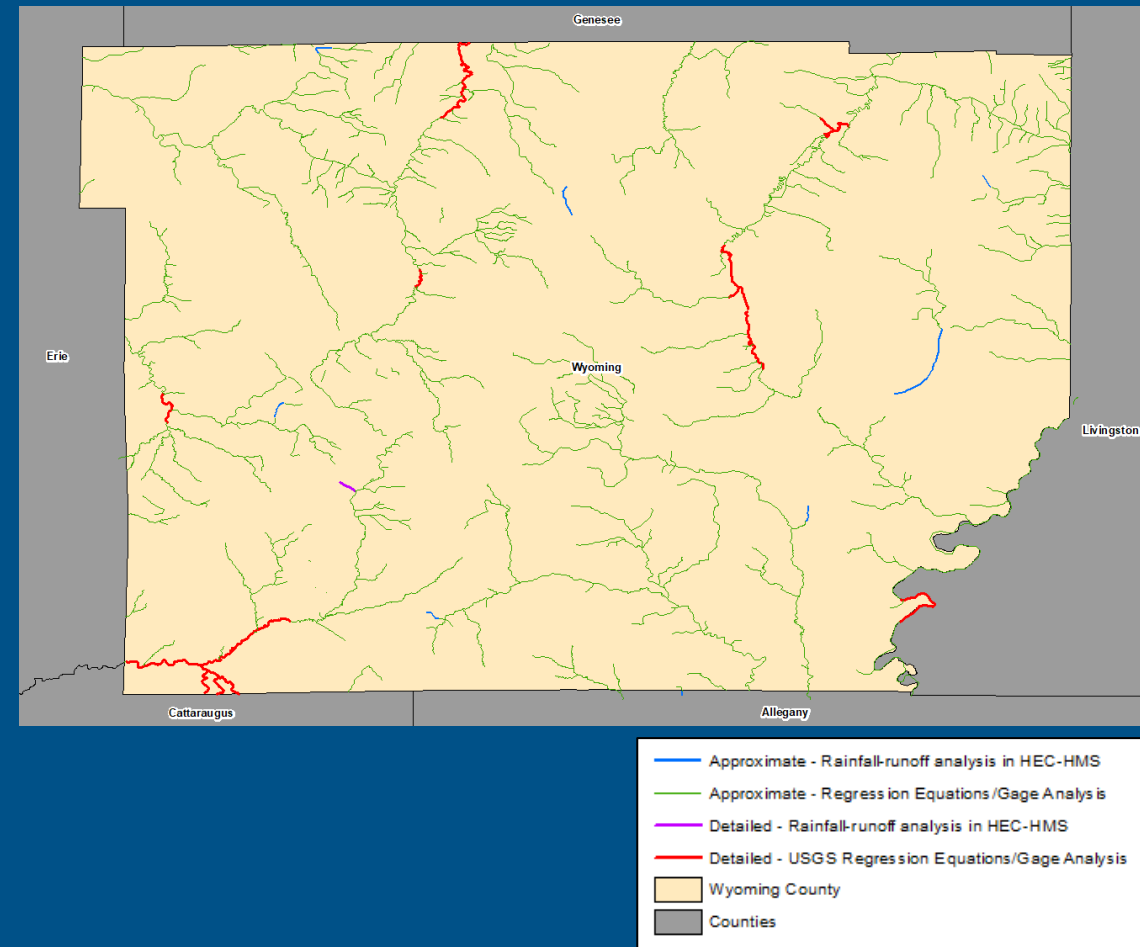 Genesee
Erie
Wyoming
Livingston
Cattaraugus
Allegany
Approximate - Rainfall-runoff analysis in HEC-HMS
Approximate - Regression Equations/Gage Analysis
Detailed - Rainfall-runoff analysis in HEC-HMS
Detailed - USGS Regression Equations/Gage Analysis
Wyoming County
Counties